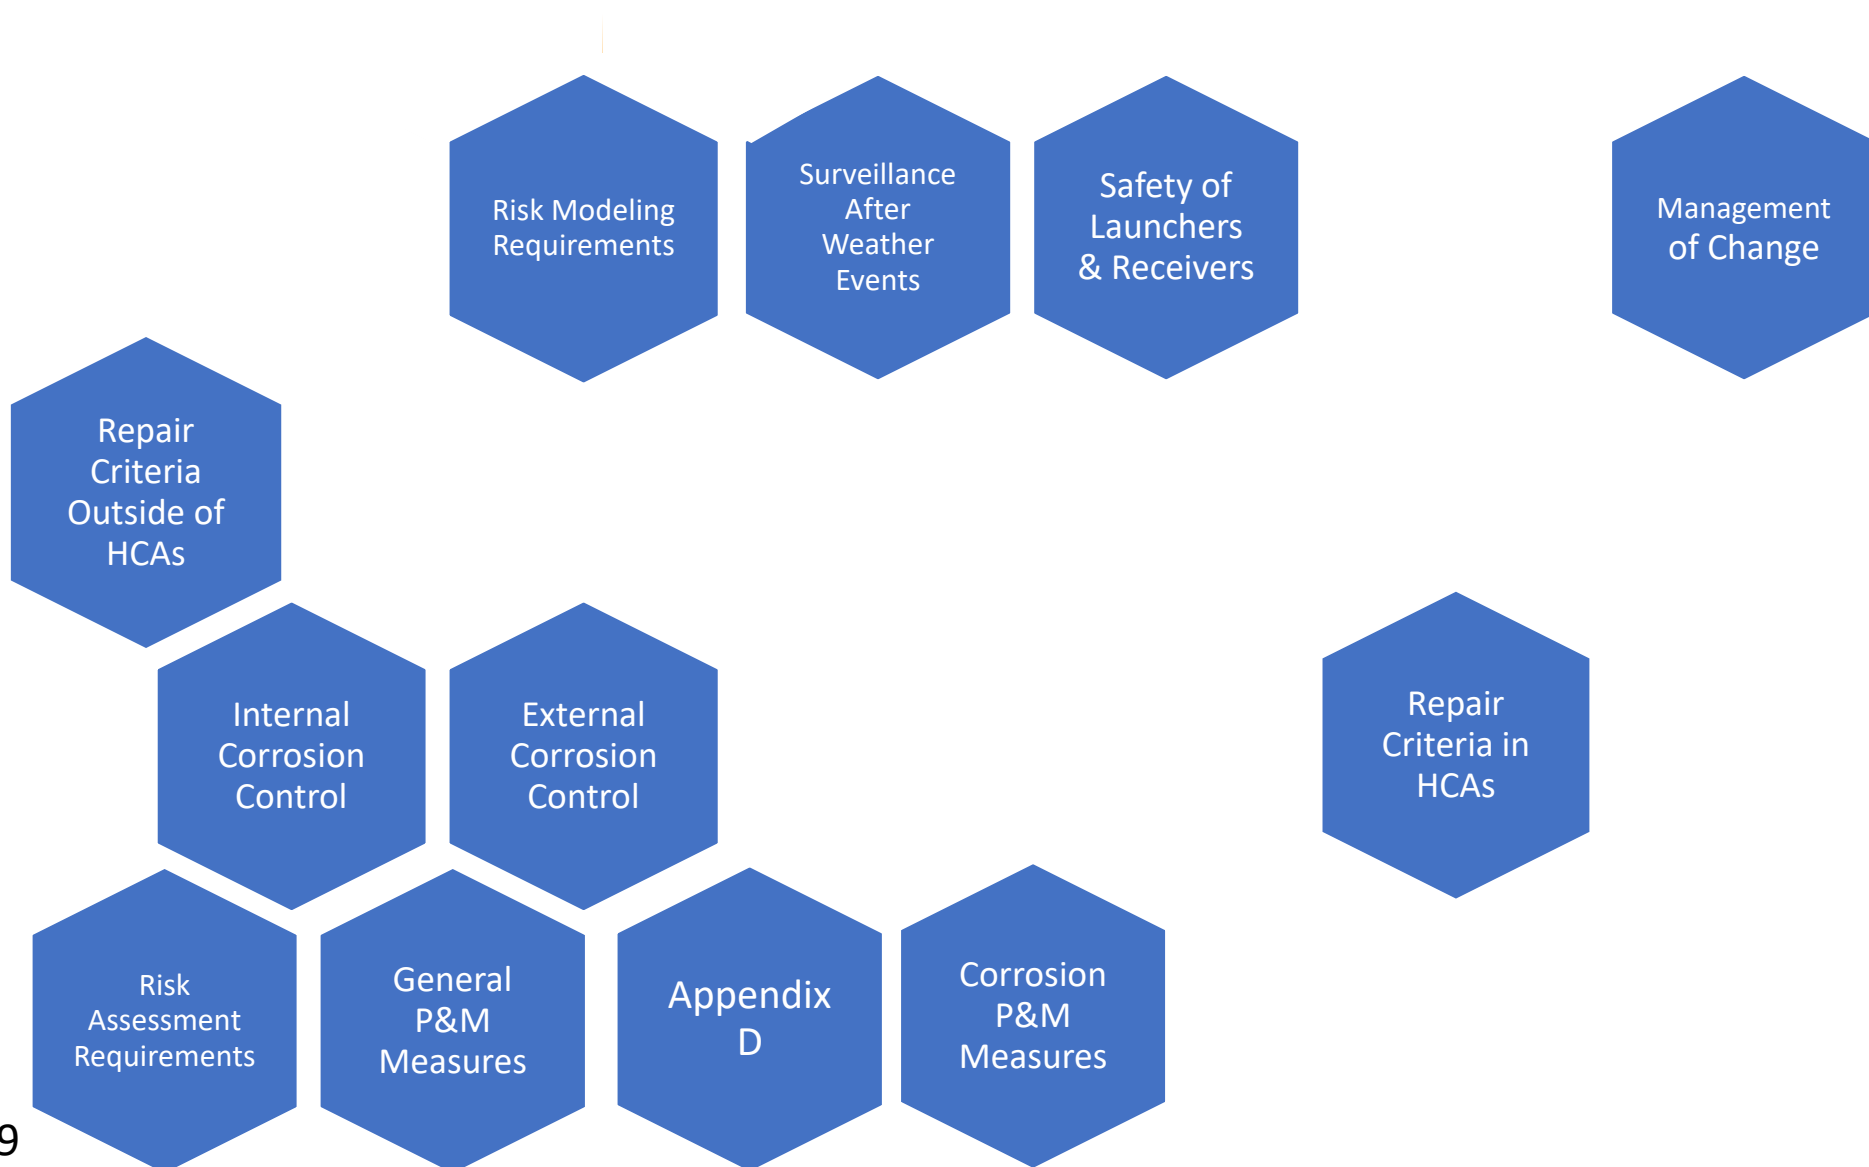 Risk Modeling
Requirements
Surveillance
After
Weather
Events
Safety of
Launchers
& Receivers
Management
of Change
Repair
Criteria
Outside of
HCAs
Internal
Corrosion
Control
External
Corrosion
Control
Repair
Criteria in
HCAs
Risk
Assessment
Requirements
General
P&M
Measures
Appendix
D
Corrosion
P&M
Measures
9